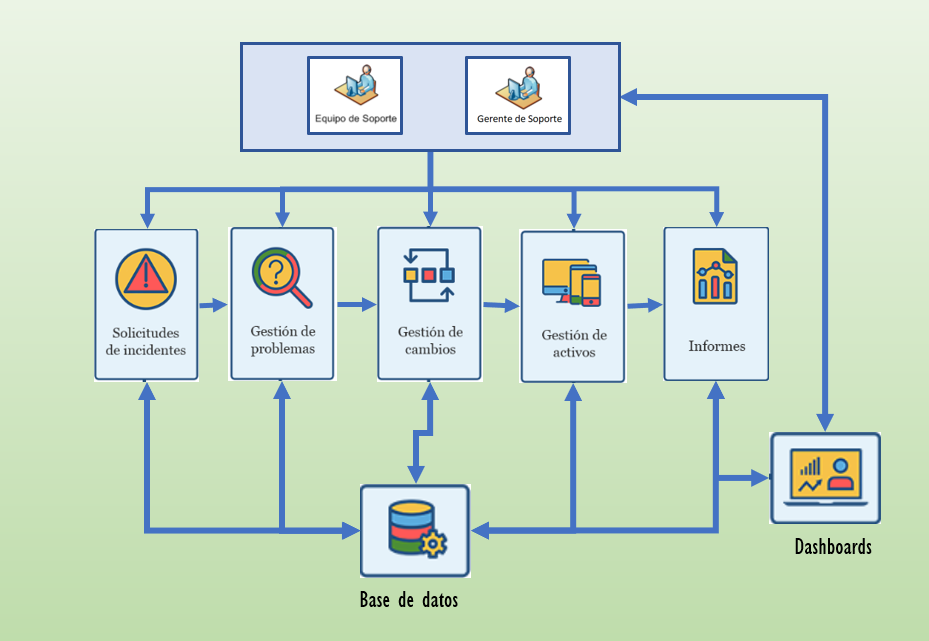 Equipo de Soporte
Gerente de Soporte
Solicitudes
de incidentes
Gestión de
problemas
Gestión de
cambios
Gestión de
activos
Informes
Dashboards
Base de datos